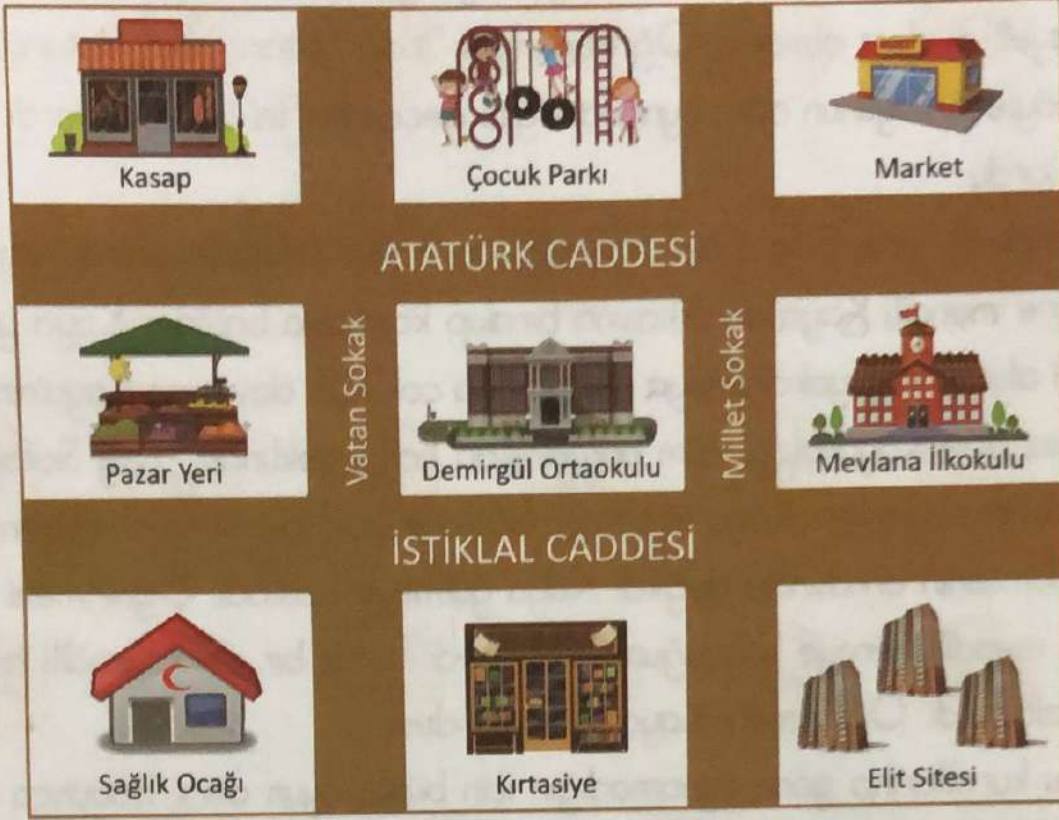 Kasap
Çocuk Parkı
Market
ATATÜRK CADDESİ
Vatan Sokak
Millet Sokak
Pazar Yeri
Demirgül Ortaokulu
Mevlana İlkokulu
İSTİKLAL CADDESİ
Sağlık Ocağı
Kırtasiye
Elit Sitesi